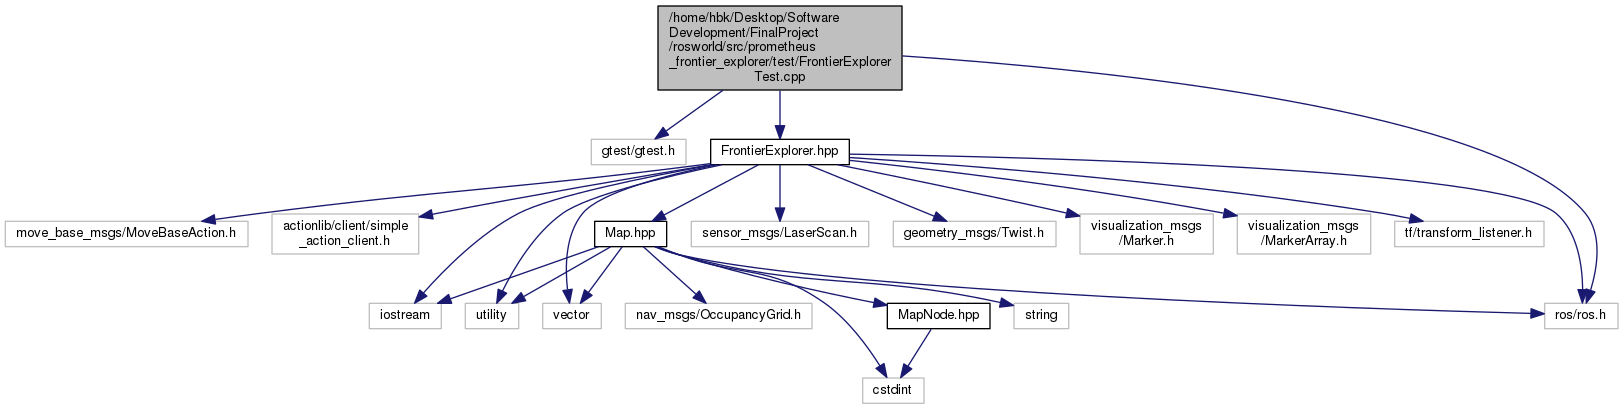 /home/hbk/Desktop/Software
Development/FinalProject
/rosworld/src/prometheus
_frontier_explorer/test/FrontierExplorer
Test.cpp
gtest/gtest.h
FrontierExplorer.hpp
move_base_msgs/MoveBaseAction.h
actionlib/client/simple
_action_client.h
Map.hpp
sensor_msgs/LaserScan.h
geometry_msgs/Twist.h
visualization_msgs
/Marker.h
visualization_msgs
/MarkerArray.h
tf/transform_listener.h
iostream
utility
vector
nav_msgs/OccupancyGrid.h
MapNode.hpp
string
ros/ros.h
cstdint